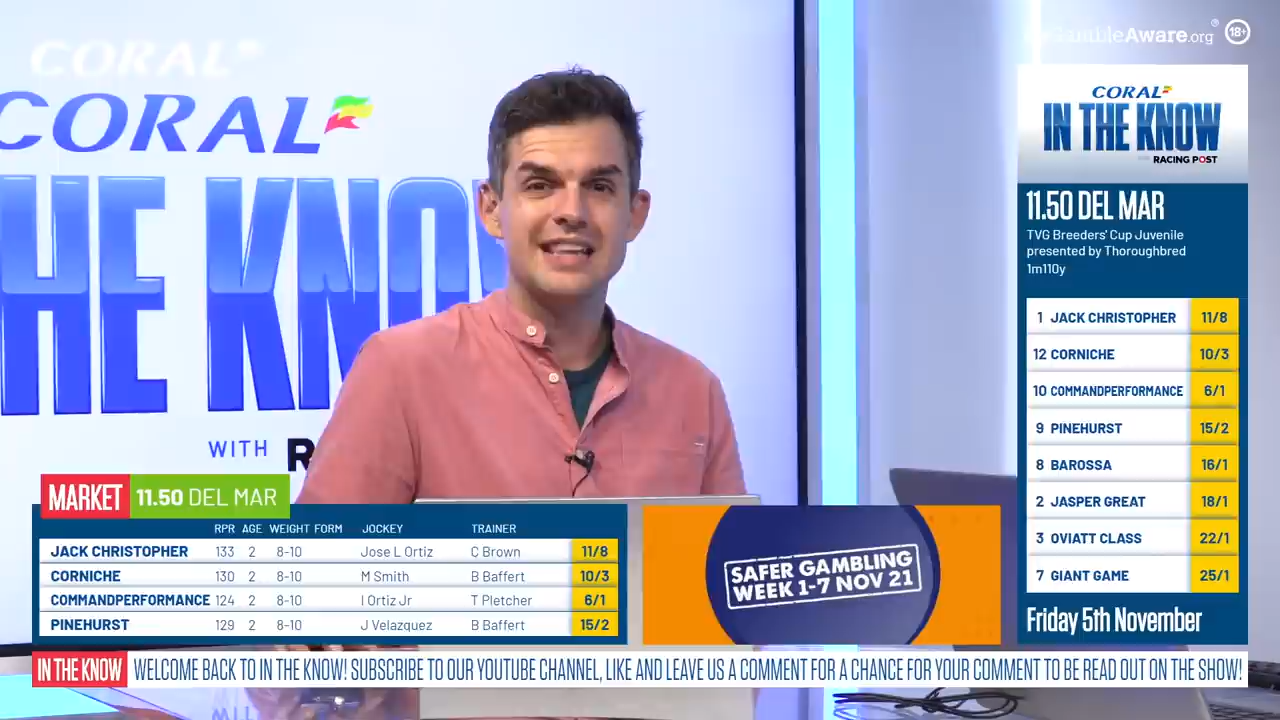 CORAL
GambleAware.org® 18+
CORAL
HE KNO
WITH R
CORAL
IN THE KNOW
RACING POST
11.50 DEL MAR
TVG Breeders' Cup Juvenile
presented by Thoroughbred
1m110y
1 JACK CHRISTOPHER 11/8
12 CORNICHE 10/3
10 COMMANDPERFORMANCE 6/1
9 PINEHURST 15/2
8 BAROSSA 16/1
2 JASPER GREAT 18/1
3 OVIATT CLASS 22/1
7 GIANT GAME 25/1
Friday 5th November
MARKET 11.50 DEL MAR
RPR AGE WEIGHT FORM JOCKEY TRAINER
JACK CHRISTOPHER 133 2 8-10 Jose L Ortiz C Brown 11/8
CORNICHE 130 2 8-10 M Smith B Baffert 10/3
COMMANDPERFORMANCE 124 2 8-10 I Ortiz Jr T Pletcher 6/1
PINEHURST 129 2 8-10 J Velazquez B Baffert 15/2
SAFER GAMBLING
WEEK 1-7 NOV 21
IN THE KNOW WELCOME BACK TO IN THE KNOW! SUBSCRIBE TO OUR YOUTUBE CHANNEL, LIKE AND LEAVE US A COMMENT FOR A CHANCE FOR YOUR COMMENT TO BE READ OUT ON THE SHOW!